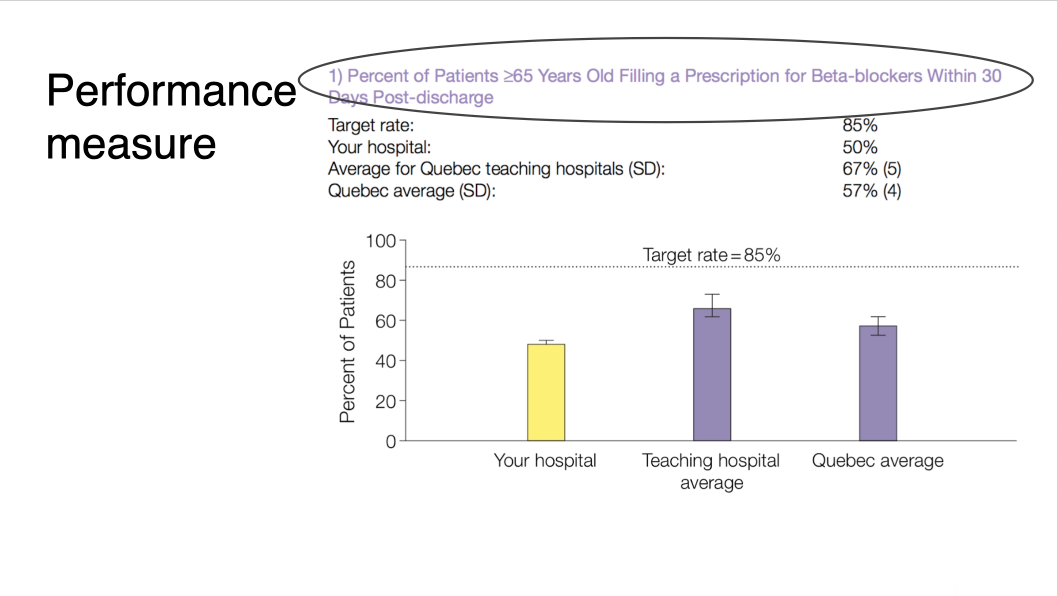 Performance
measure
1) Percent of Patients ≥65 Years Old Filling a Prescription for Beta-blockers Within 30
Days Post-discharge
Target rate: 85%
Your hospital: 50%
Average for Quebec teaching hospitals (SD): 67% (5)
Quebec average (SD): 57% (4)
Percent of Patients
100
80
60
40
20
0
Target rate=85%
Your hospital
Teaching hospital
average
Quebec average